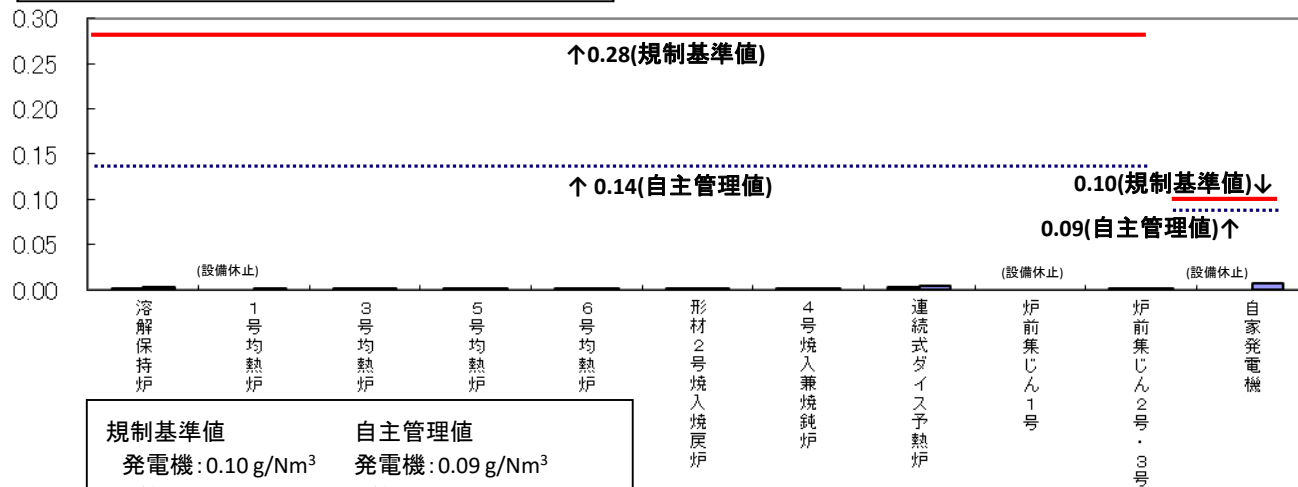 0.30
↑0.28(規制基準値)
0.25
0.20
0.15
↑ 0.14(自主管理値)
0.10(規制基準値)↓
0.10
0.09(自主管理値)↑
0.05
(設備休止)
(設備休止)
(設備休止)
0.00
溶解保持炉
1号均熱炉
3号均熱炉
5号均熱炉
6号均熱炉
形材2号焼入焼戻炉
4号焼入兼焼鈍炉
連続式ダイス予熱炉
炉前集じん1号
炉前集じん2号・3号
自家発電機
規制基準値 自主管理値
発電機:0.10 g/Nm³ 発電機:0.09 g/Nm³